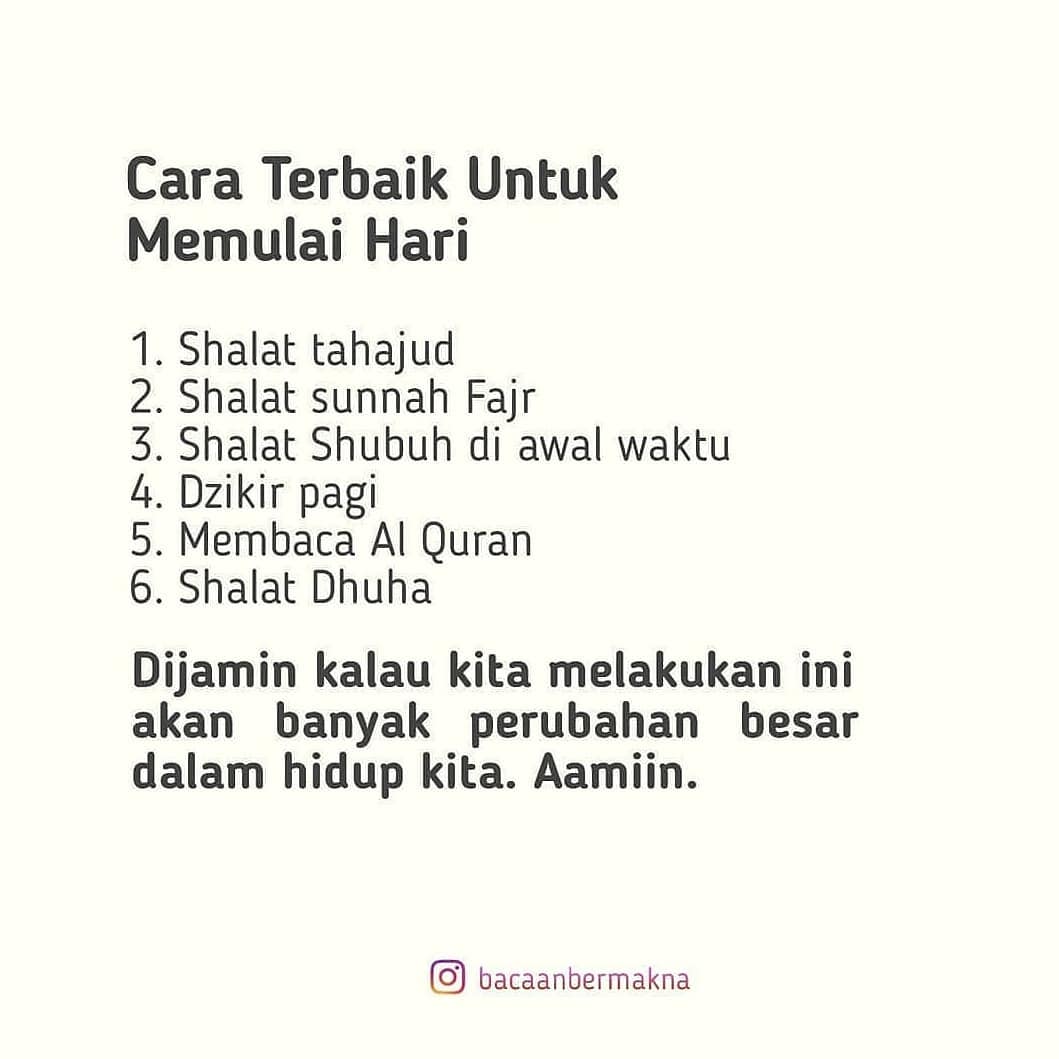 Cara Terbaik Untuk
Memulai Hari
1. Shalat tahajud
2. Shalat sunnah Fajr
3. Shalat Shubuh di awal waktu
4. Dzikir pagi
5. Membaca Al Quran
6. Shalat Dhuha
Dijamin kalau kita melakukan ini
akan banyak perubahan besar
dalam hidup kita. Aamiin.
bacaanbermakna